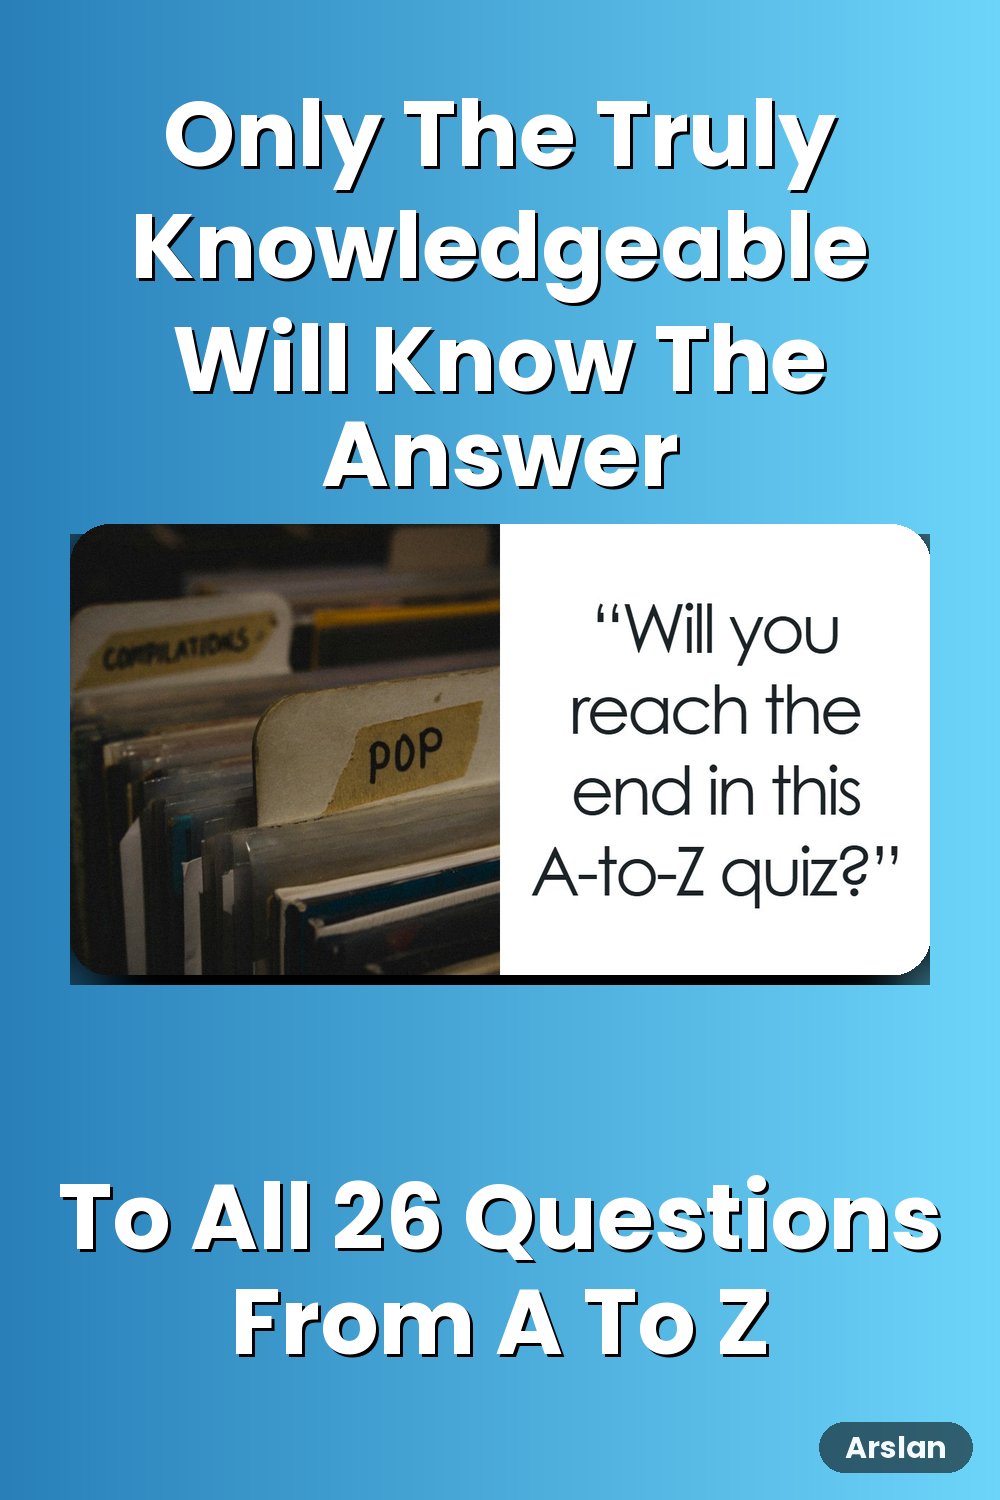 Only The Truly
Knowledgeable
Will Know The
Answer
COMPILATIONS
POP
“Will you
reach the
end in this
A-to-Z quiz?”
To All 26 Questions
From A To Z
Arslan